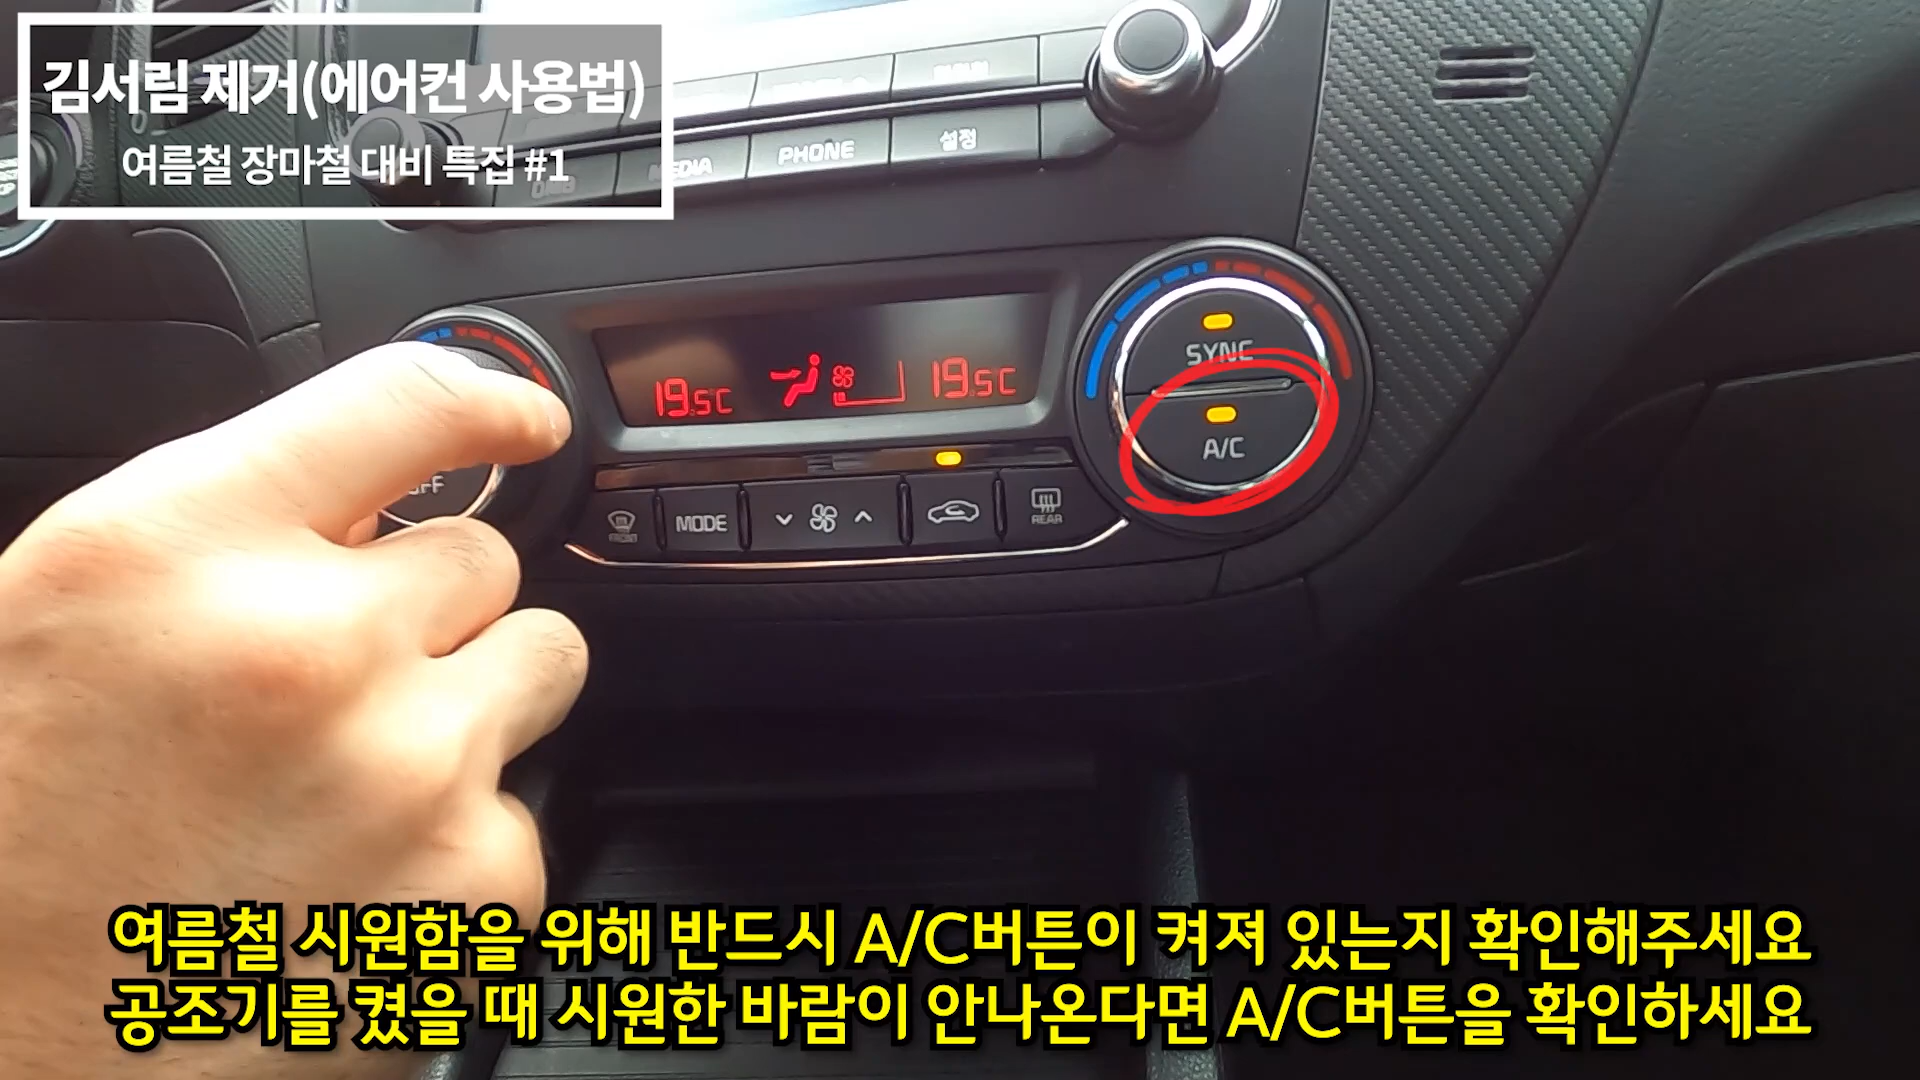 김서림 제거(에어컨 사용법)
여름철 장마철 대비 특집 #1
MEDIA
PHONE
설정
19.5C
19.5C
SYNC
A/C
OFF
FRONT
MODE
REAR
여름철 시원함을 위해 반드시 A/C버튼이 켜져 있는지 확인해주세요
공조기를 켰을 때 시원한 바람이 안나온다면 A/C버튼을 확인하세요